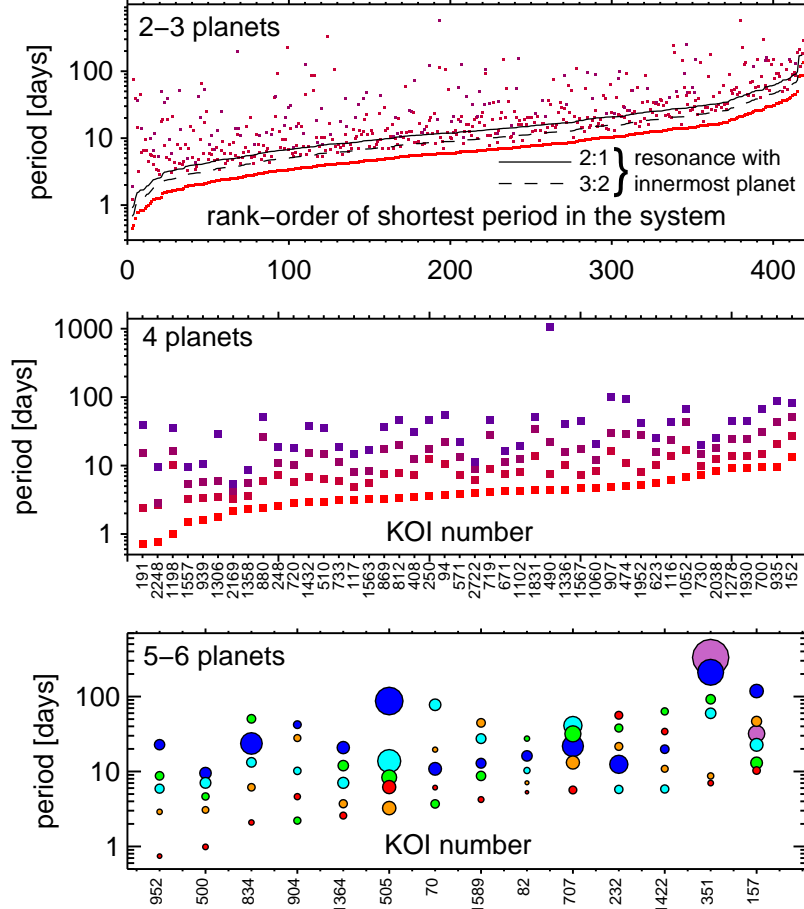 2−3 planets
period [days]
100
10
1
2:1 } resonance with
3:2 innermost planet
rank−order of shortest period in the system
0 100 200 300 400
4 planets
period [days]
1000
100
10
1
KOI number
1911 2248 1198 1557 939 1306 2169 1358 880 248 720 1432 510 733 117 1563 869 812 408 250 94 571 2722 719 671 1102 1831 490 1336 1567 1060 907 474 1952 623 116 1052 730 2038 1278 1930 700 935 152
5−6 planets
period [days]
100
10
1
KOI number
952 500 834 904 1364 505 70 1589 82 707 232 1422 351 157